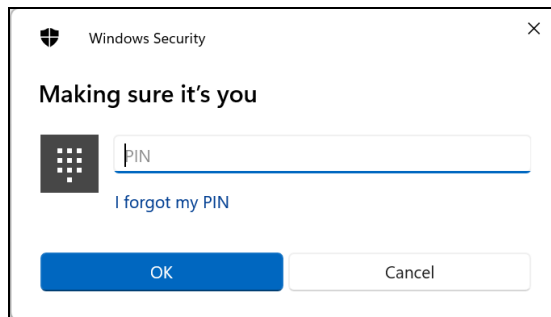 Windows Security
Making sure it's you
PIN
I forgot my PIN
OK
Cancel